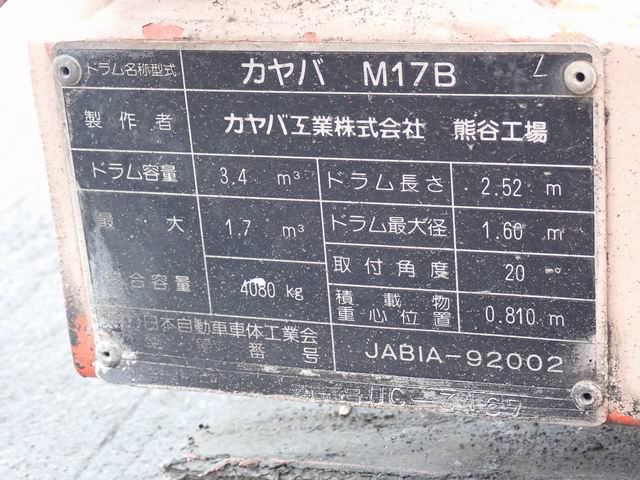 ドラム名称型式 カヤバ M17B
製作者 カヤバ工業株式会社 熊谷工場
ドラム容量 3.4 m³ ドラム長さ 2.52 m
最大 1.7 m³ ドラム最大径 1.60 m
合容量 4080 kg 取付角度 20 °
積載物
重心位置 0.810 m
日本自動車車体工業会
番号 JABIA-92002
UC-3467